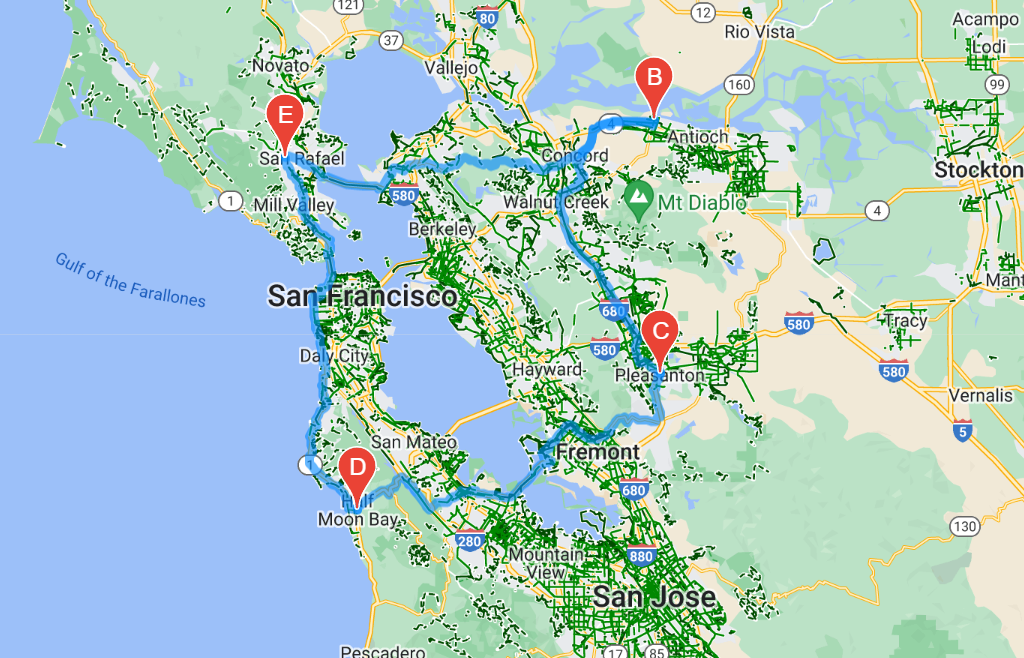 121
80
12
Acampo
Rio Vista
37
Lodi
Novato
Vallejo
B
160
99
E
4
Antioch
San Rafael
Concord
Stockton
580
1
Mill Valley
Walnut Creek
Mt Diablo
4
Berkeley
Gulf of the Farallones
San Francisco
Mant
680
580
Tracy
C
Daly City
580
Hayward
Pleasanton
580
Vernalis
5
San Mateo
Fremont
1
D
Half
Moon Bay
680
130
280
Mountain
View
880
San Jose
Pescadero
17
85